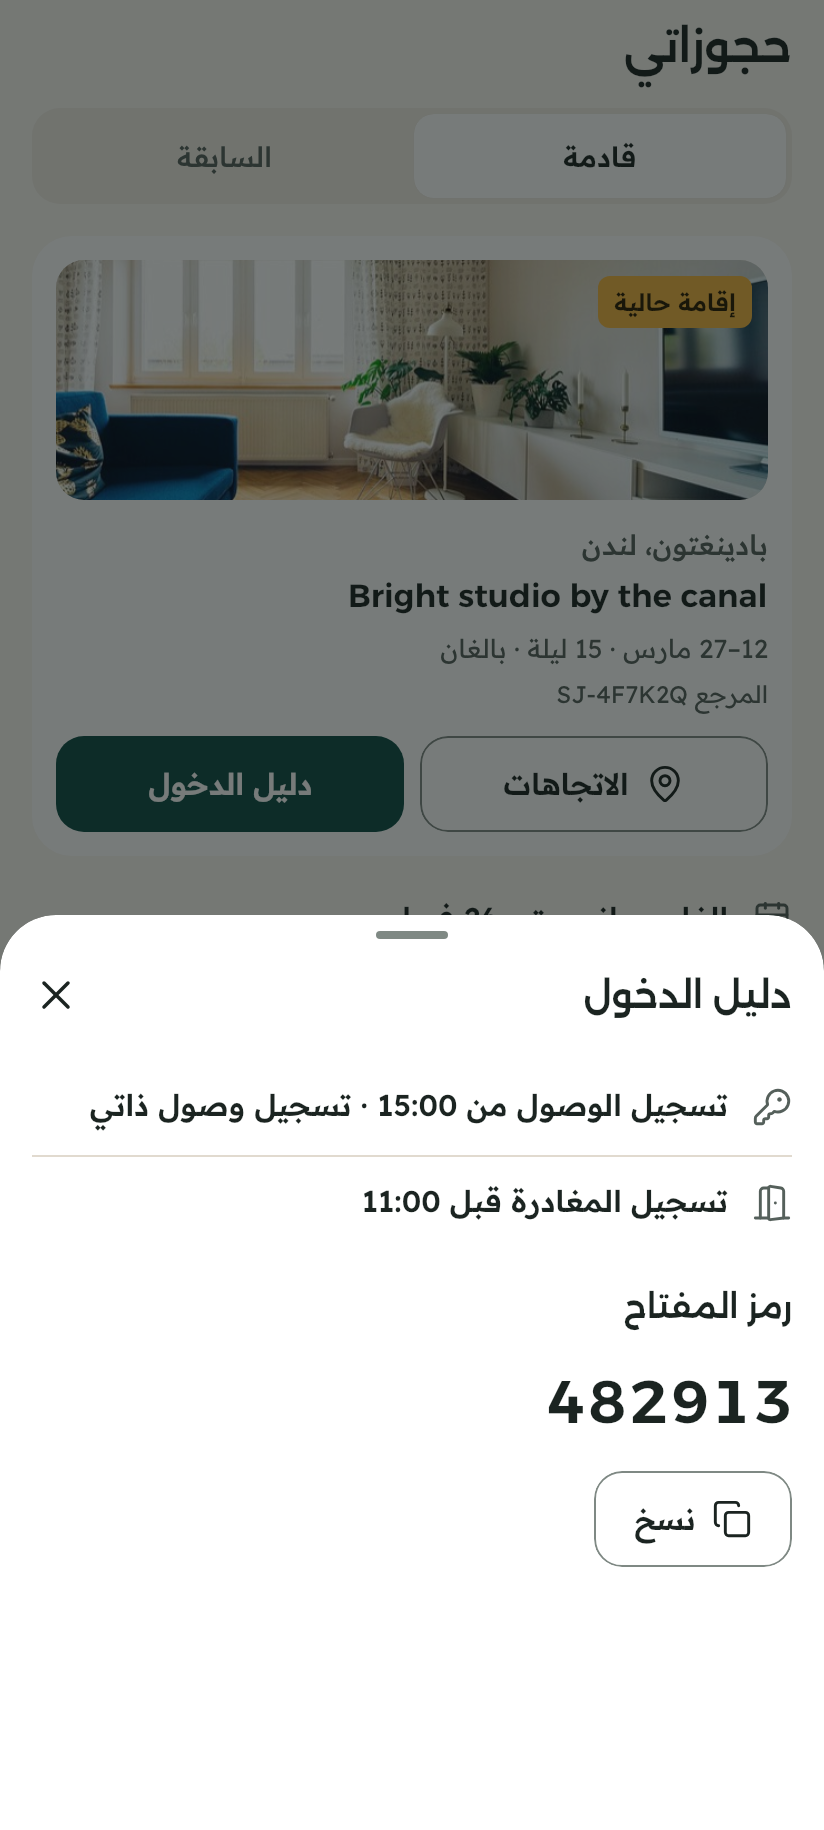 حجوزاتي
قادمة
السابقة
إقامة حالية
بادينغتون، لندن
Bright studio by the canal
12–27 مارس · 15 ليلة · بالغان
المرجع SJ-4F7K2Q
الاتجاهات
دليل الدخول
دليل الدخول
تسجيل الوصول من 15:00 · تسجيل وصول ذاتي
تسجيل المغادرة قبل 11:00
رمز المفتاح
482913
نسخ